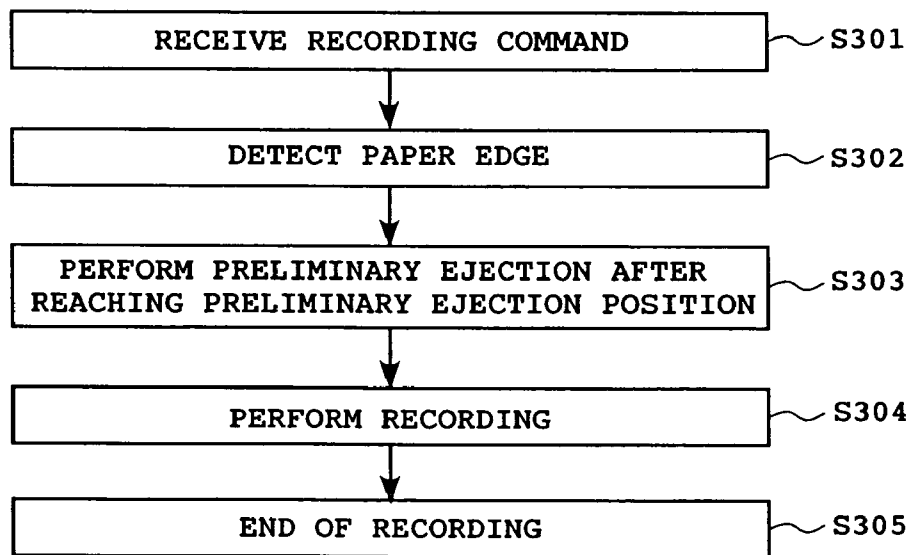 RECEIVE RECORDING COMMAND
S301
DETECT PAPER EDGE
S302
PERFORM PRELIMINARY EJECTION AFTER
REACHING PRELIMINARY EJECTION POSITION
S303
PERFORM RECORDING
S304
END OF RECORDING
S305